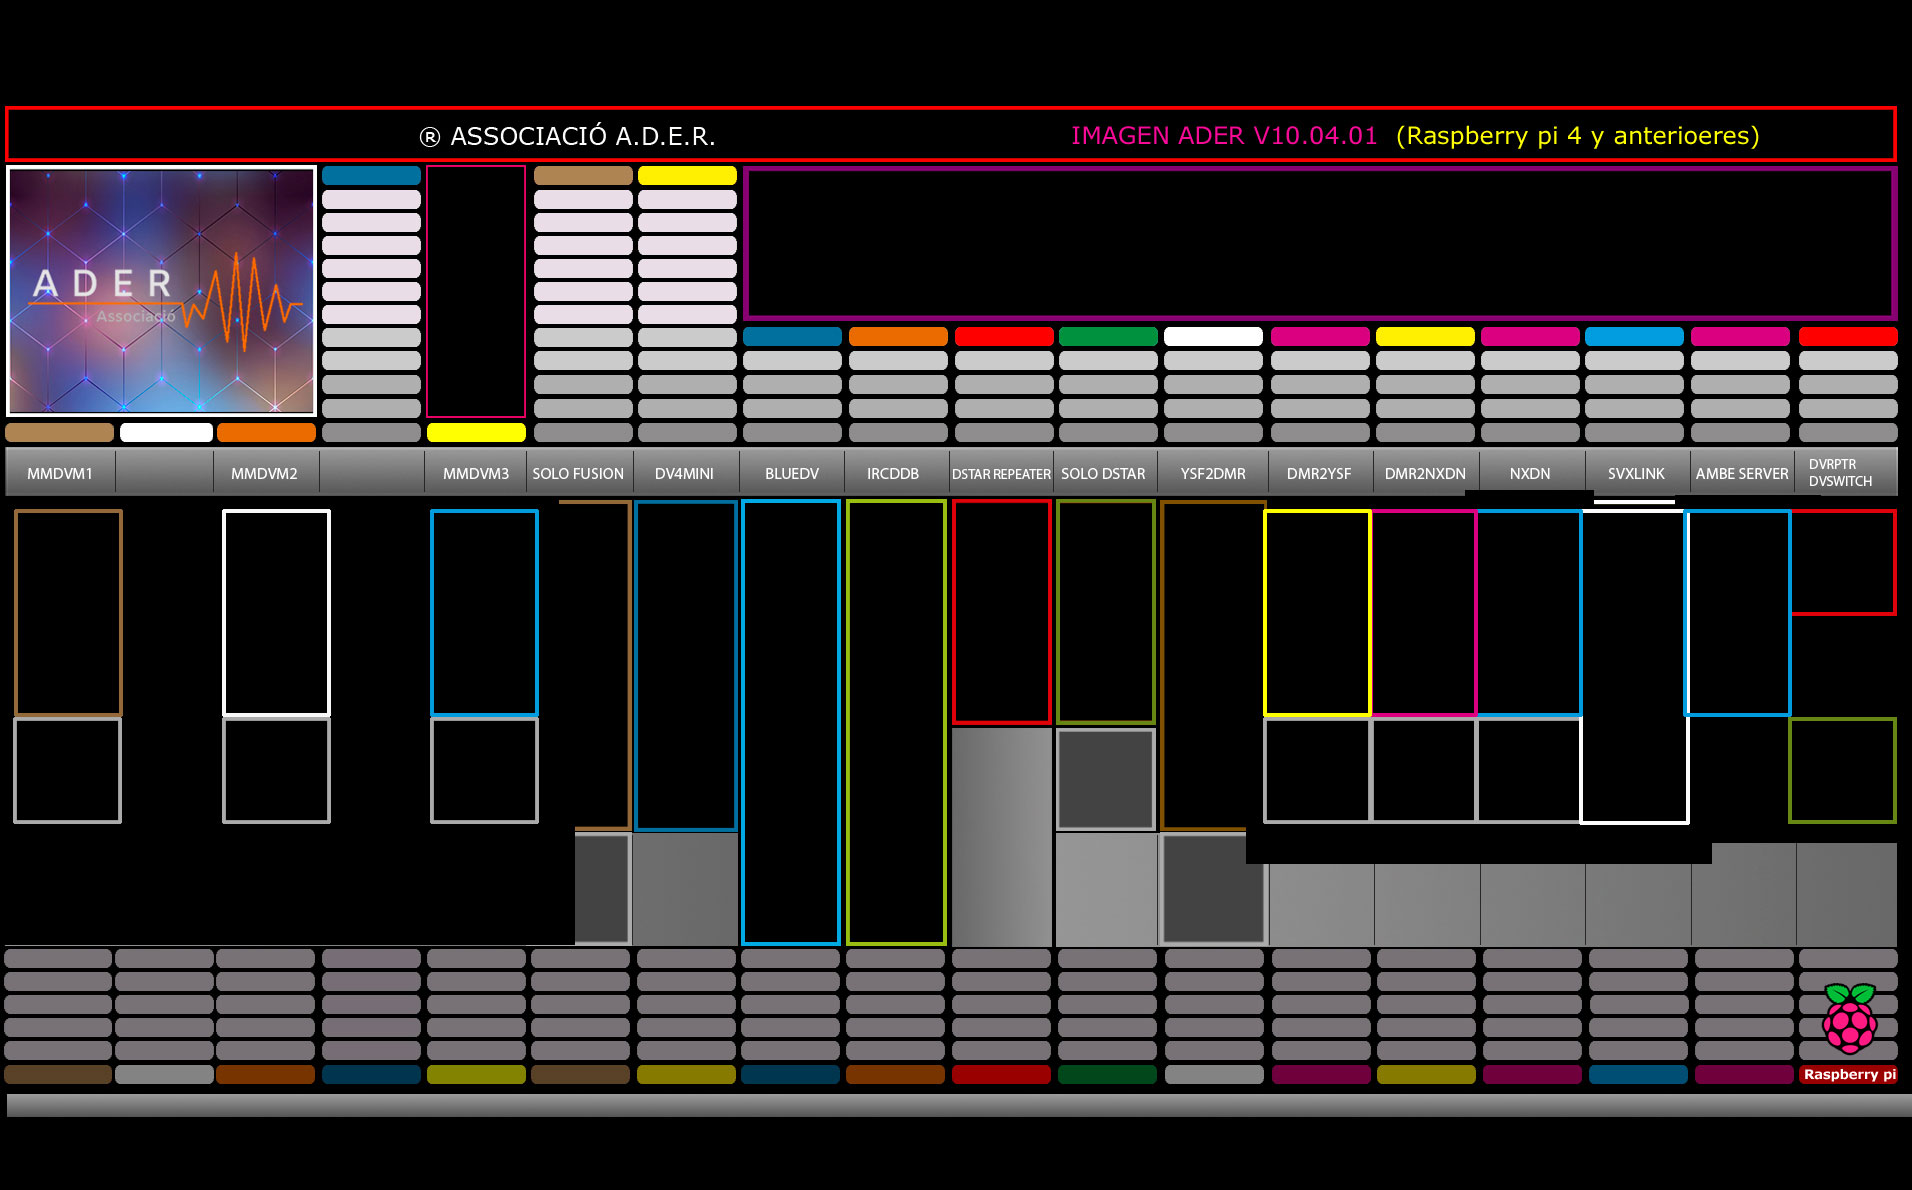 ® ASSOCIACIÓ A.D.E.R.
IMAGEN ADER V10.04.01 (Raspberry pi 4 y anterioeres)
ADER
Associació
MMDVM1
MMDVM2
MMDVM3
SOLO FUSION
DV4MINI
BLUEDV
IRCDDB
DSTAR REPEATER
SOLO DSTAR
YSF2DMR
DMR2YSF
DMR2NXDN
NXDN
SVXLINK
AMBE SERVER
DVRPTR
DVSWITCH
Raspberry pi